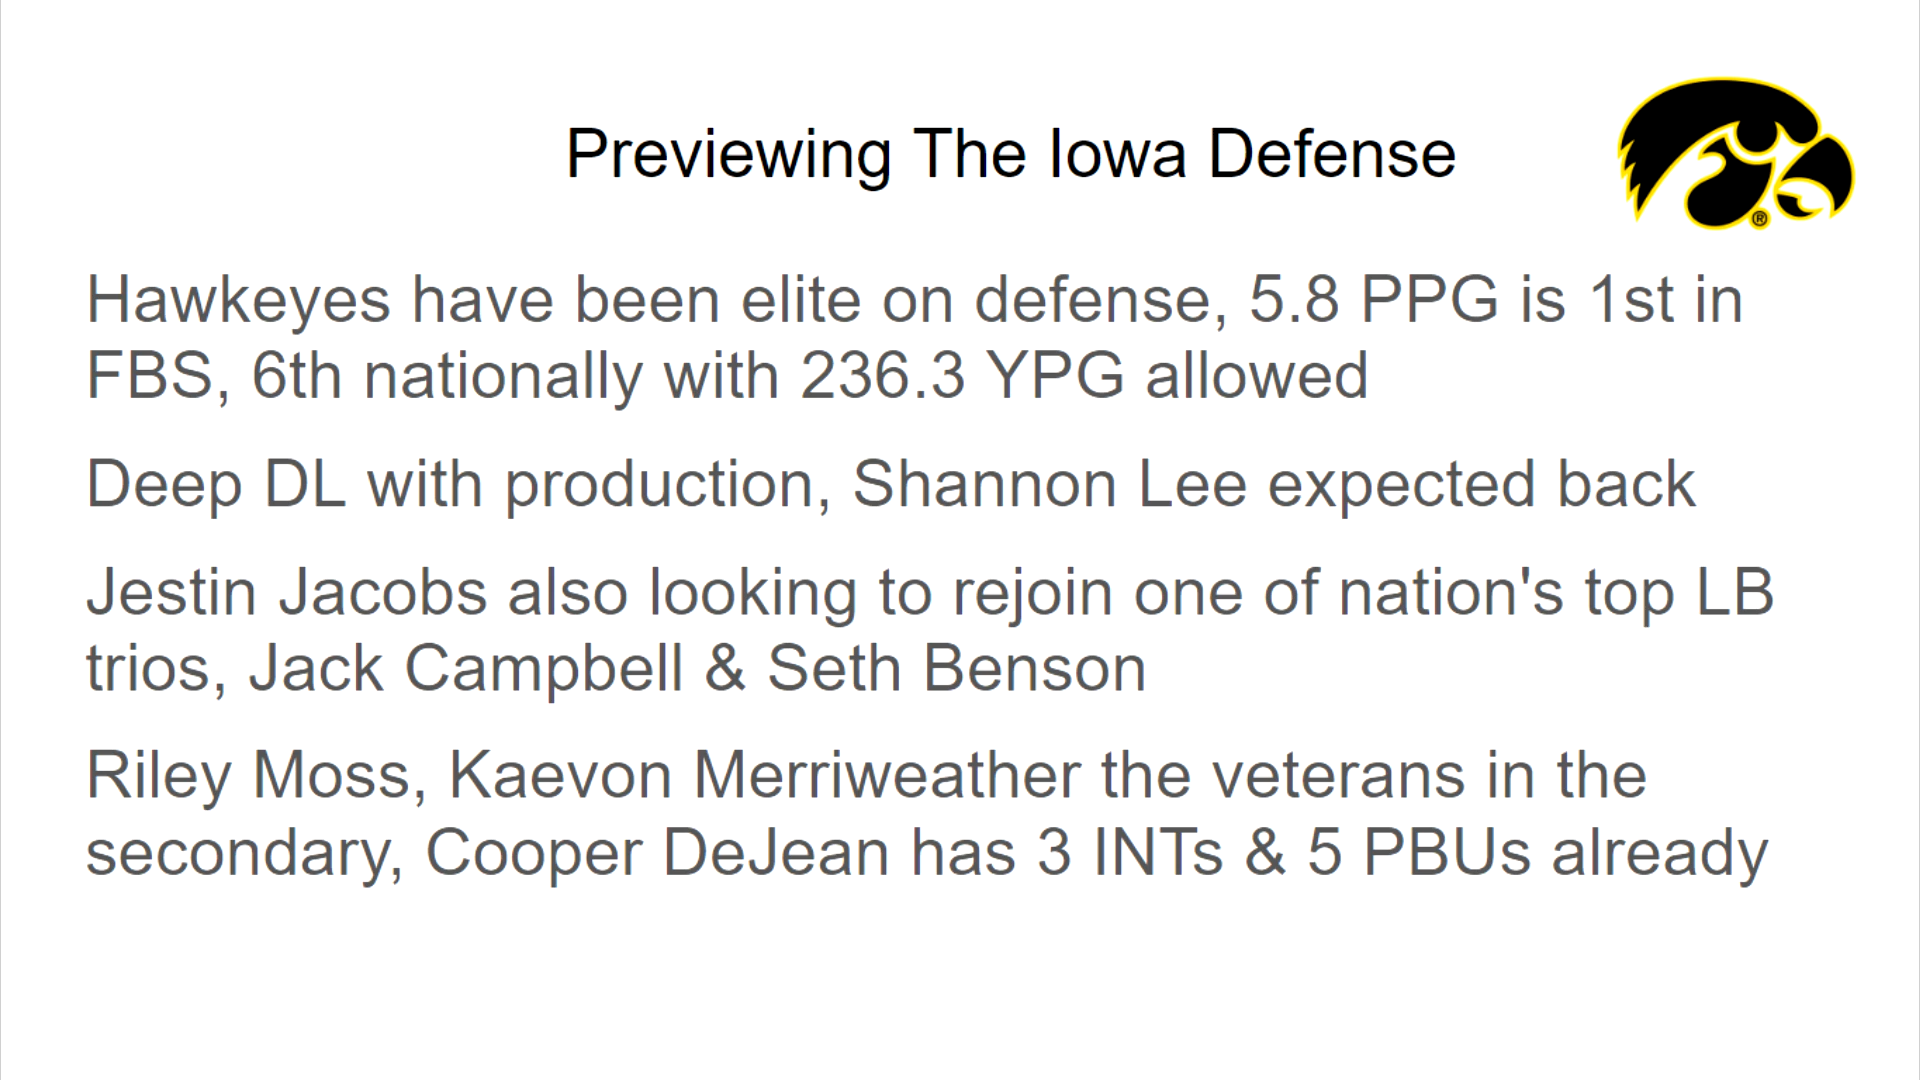 Previewing The Iowa Defense
®
Hawkeyes have been elite on defense, 5.8 PPG is 1st in
FBS, 6th nationally with 236.3 YPG allowed
Deep DL with production, Shannon Lee expected back
Jestin Jacobs also looking to rejoin one of nation's top LB
trios, Jack Campbell & Seth Benson
Riley Moss, Kaevon Merriweather the veterans in the
secondary, Cooper DeJean has 3 INTs & 5 PBUs already